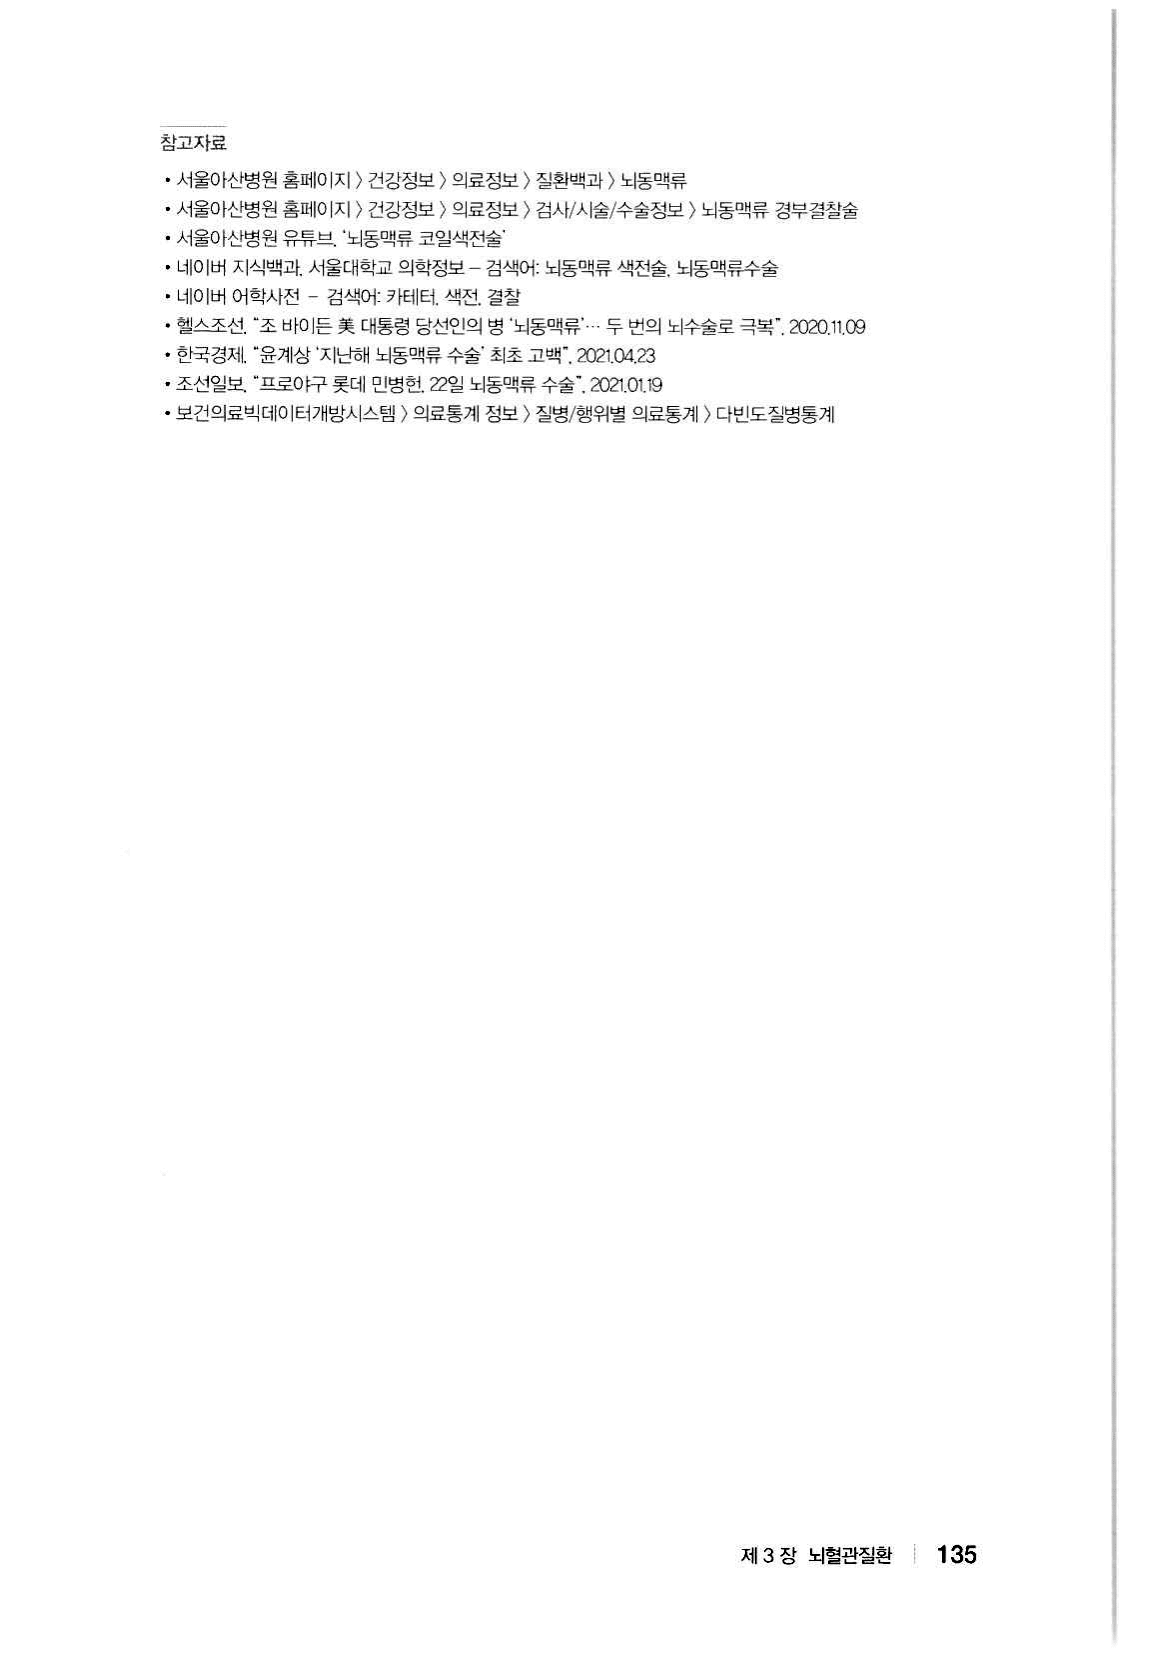 참고자료
• 서울아산병원 홈페이지 〉 건강정보 〉 의료정보 〉 질환백과 〉 뇌동맥류
• 서울아산병원 홈페이지 〉 건강정보 〉 의료정보 〉 검사/시술/수술정보 〉 뇌동맥류 경부결찰술
• 서울아산병원 유튜브, ‘뇌동맥류 코일색전술’
• 네이버 지식백과, 서울대학교 의학정보 – 검색어: 뇌동맥류 색전술, 뇌동맥류수술
• 네이버 어학사전 – 검색어: 카테터, 색전, 결찰
• 헬스조선, “조 바이든 美 대통령 당선인의 병 ‘뇌동맥류’… 두 번의 뇌수술로 극복”, 2020.11.09
• 한국경제, “윤계상 ‘지난해 뇌동맥류 수술’ 최초 고백”, 2021.04.23
• 조선일보, “프로야구 롯데 민병헌, 22일 뇌동맥류 수술”, 2021.01.19
• 보건의료빅데이터개방시스템 〉 의료통계 정보 〉 질병/행위별 의료통계 〉 다빈도질병통계
제 3 장 뇌혈관질환 | 135